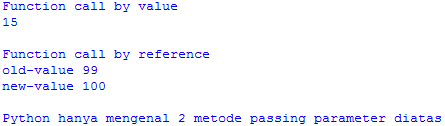 Function call by value
15
Function call by reference
old-value 99
new-value 100
Python hanya mengenal 2 metode passing parameter diatas